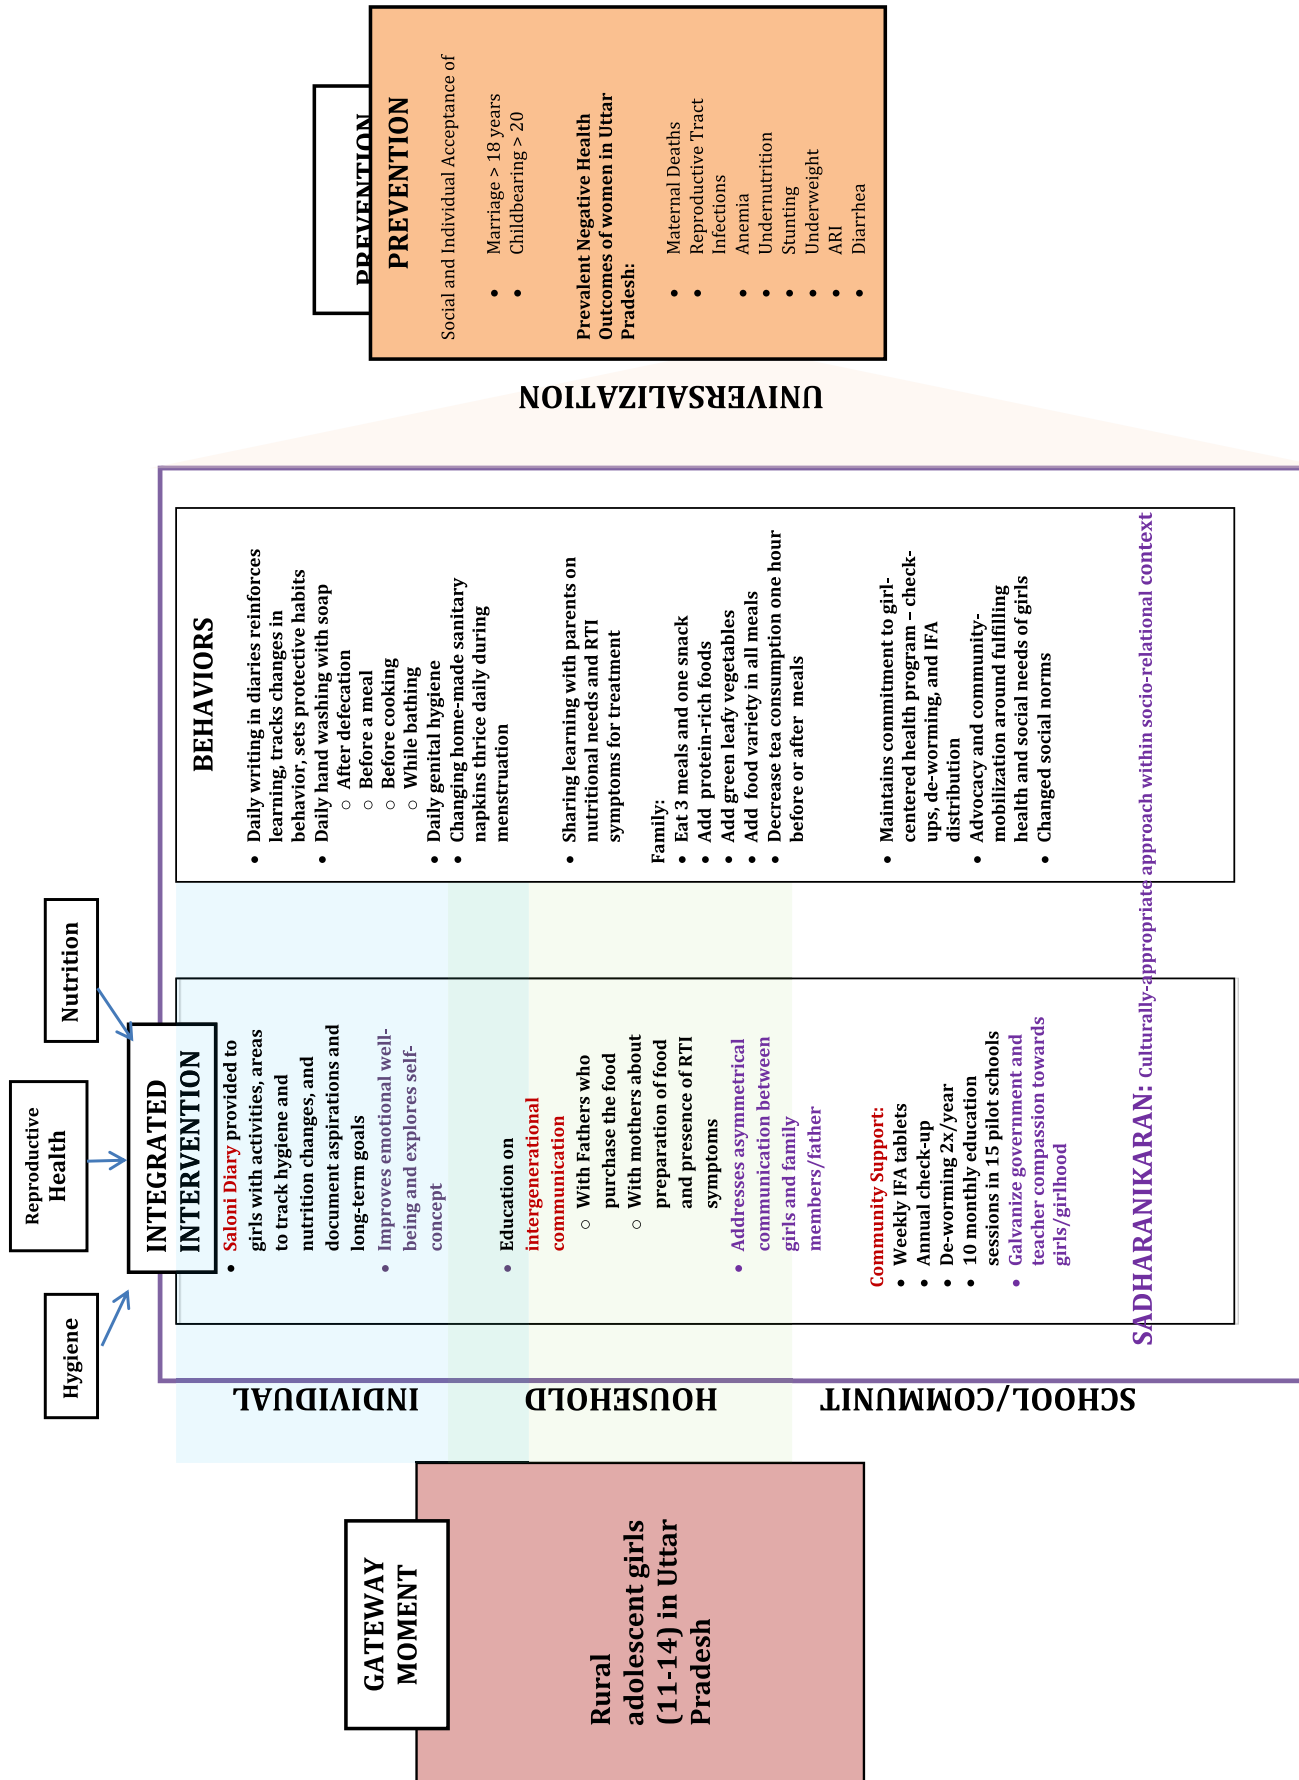 Hygiene
Reproductive
Health
Nutrition
GATEWAY
MOMENT
Rural
adolescent girls
(11-14) in Uttar
Pradesh
INDIVIDUAL
HOUSEHOLD
SCHOOL/COMMUNIT
INTEGRATED
INTERVENTION
• Saloni Diary provided to
girls with activities, areas
to track hygiene and
nutrition changes, and
document aspirations and
long-term goals
• Improves emotional well-
being and explores self-
concept
• Education on
intergenerational
communication
○ With Fathers who
purchase the food
○ With mothers about
preparation of food
and presence of RTI
symptoms
• Addresses asymmetrical
communication between
girls and family
members/father
Community Support:
• Weekly IFA tablets
• Annual check-up
• De-worming 2x/year
• 10 monthly education
sessions in 15 pilot schools
• Galvanize government and
teacher compassion towards
girls/girlhood
BEHAVIORS
• Daily writing in diaries reinforces
learning, tracks changes in
behavior, sets protective habits
• Daily hand washing with soap
○ After defecation
○ Before a meal
○ Before cooking
○ While bathing
• Daily genital hygiene
• Changing home-made sanitary
napkins thrice daily during
menstruation
• Sharing learning with parents on
nutritional needs and RTI
symptoms for treatment
Family:
• Eat 3 meals and one snack
• Add protein-rich foods
• Add green leafy vegetables
• Add food variety in all meals
• Decrease tea consumption one hour
before or after meals
• Maintains commitment to girl-
centered health program – check-
ups, de-worming, and IFA
distribution
• Advocacy and community-
mobilization around fulfilling
health and social needs of girls
• Changed social norms
SADHARANIKARAN: Culturally-appropriate approach within socio-relational context
UNIVERSALIZATION
PREVENTION
PREVENTION
Social and Individual Acceptance of
• Marriage > 18 years
• Childbearing > 20
Prevalent Negative Health
Outcomes of women in Uttar
Pradesh:
• Maternal Deaths
• Reproductive Tract
Infections
• Anemia
• Undernutrition
• Stunting
• Underweight
• ARI
• Diarrhea